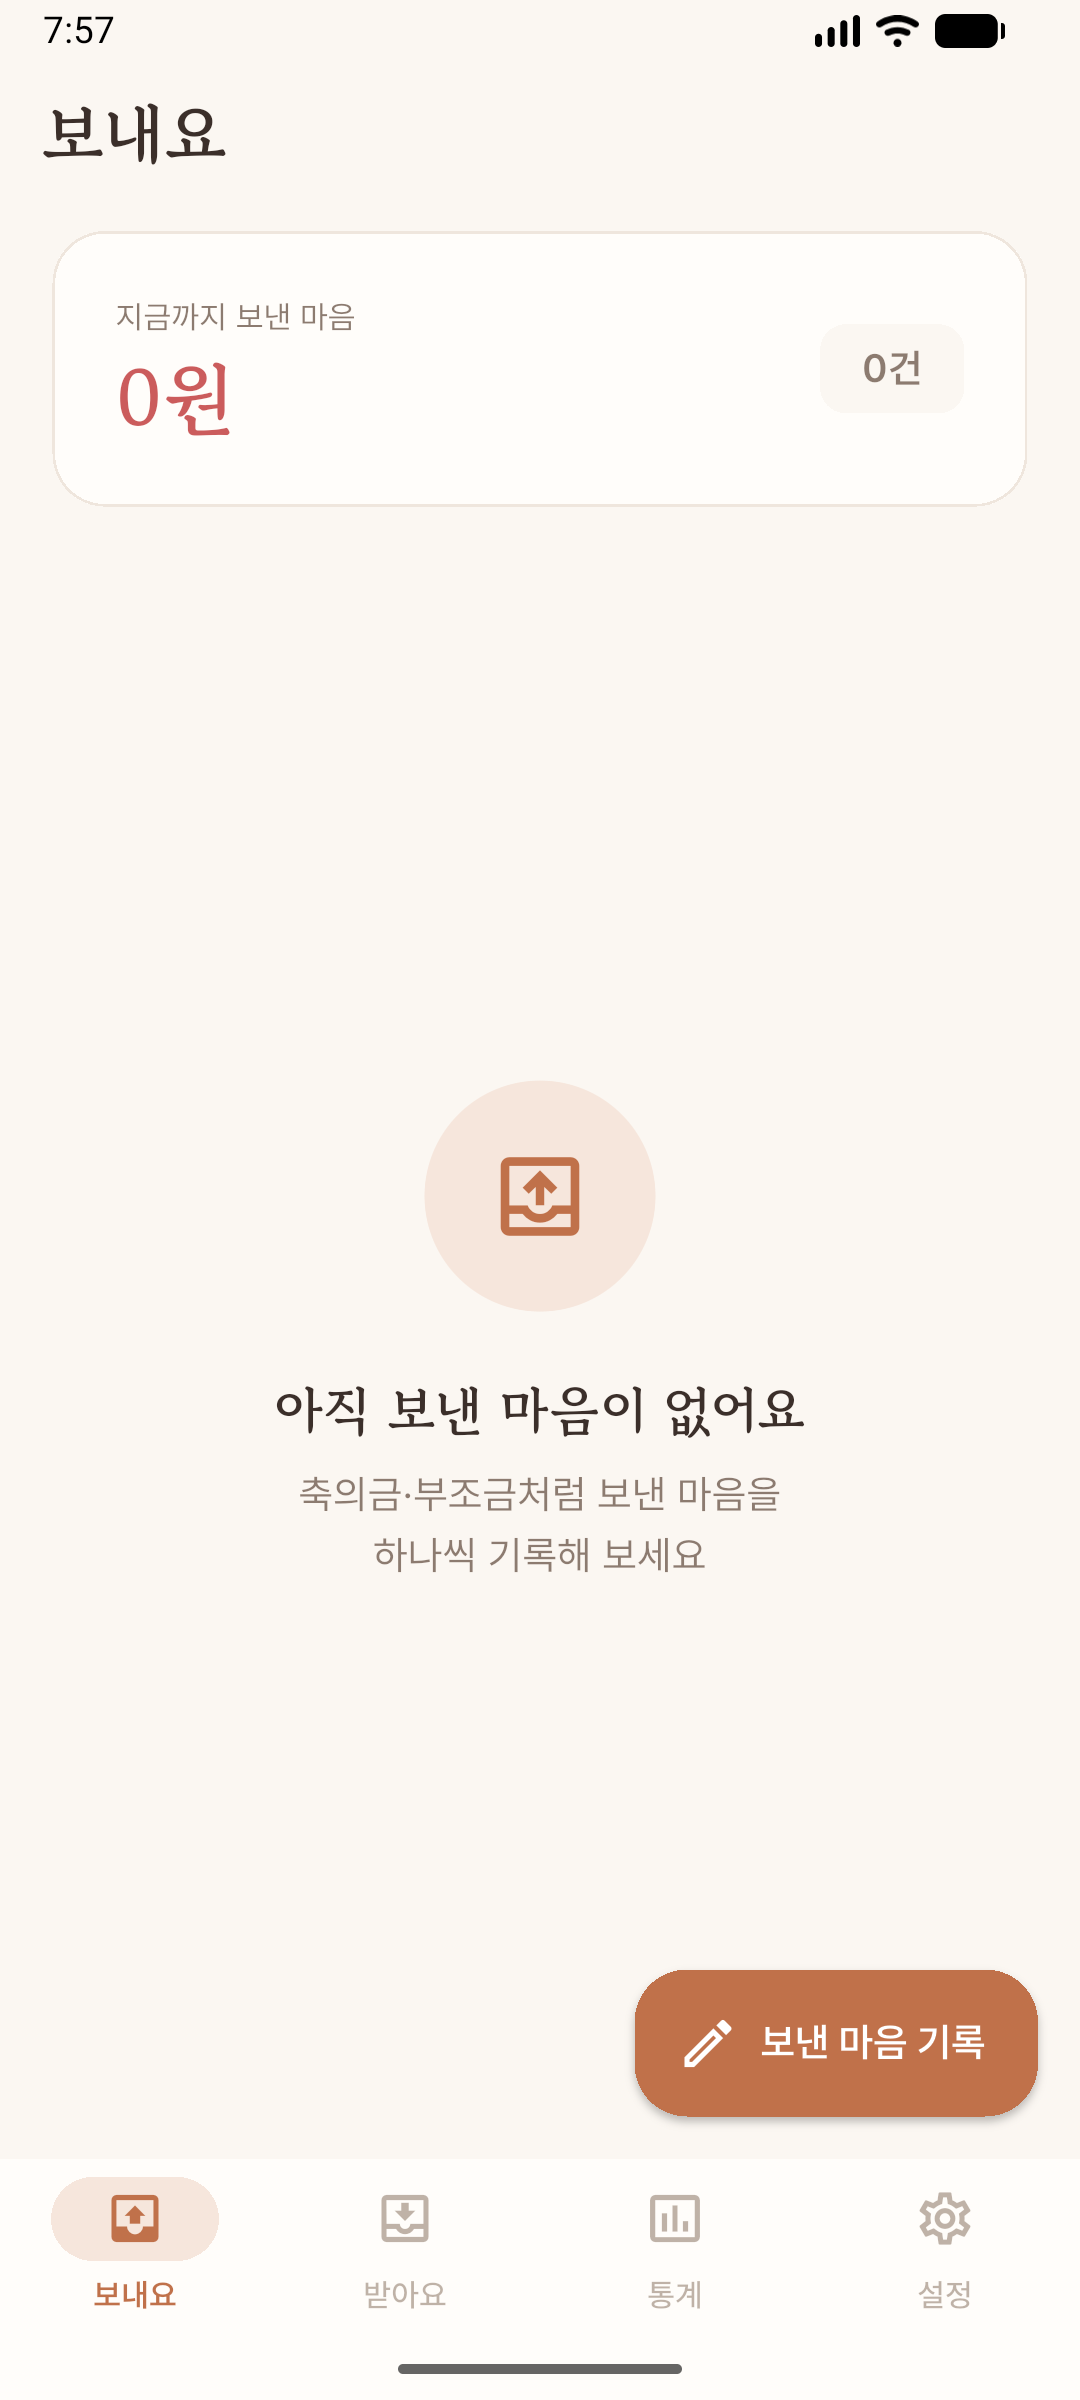 7:57
보내요
지금까지 보낸 마음
0원
0건
아직 보낸 마음이 없어요
축의금·부조금처럼 보낸 마음을
하나씩 기록해 보세요
보낸 마음 기록
보내요
받아요
통계
설정